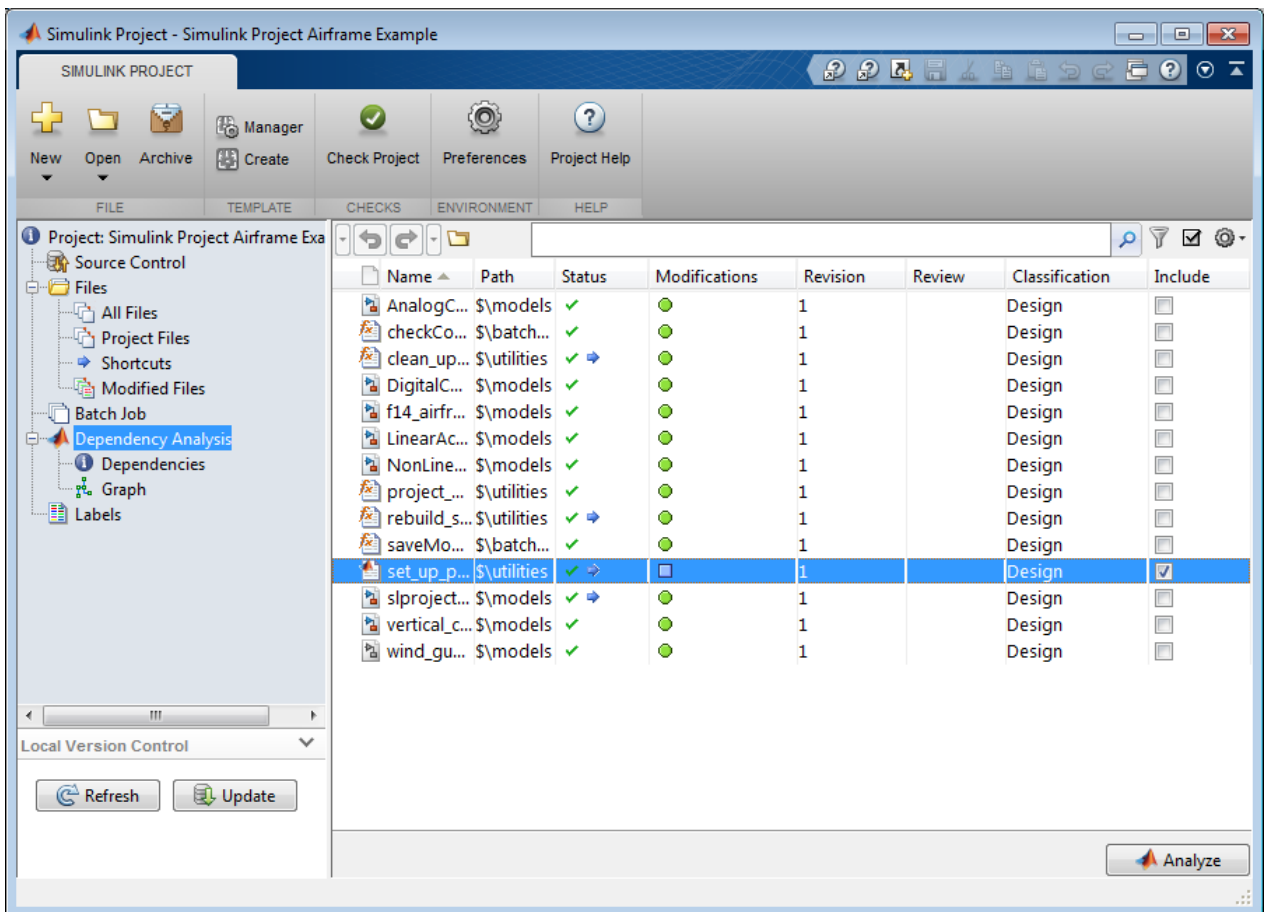 Simulink Project - Simulink Project Airframe Example
SIMULINK PROJECT
New Open Archive Manager Create Check Project Preferences Project Help
FILE TEMPLATE CHECKS ENVIRONMENT HELP
Project: Simulink Project Airframe Exa
Source Control
Files
All Files
Project Files
Shortcuts
Modified Files
Batch Job
Dependency Analysis
Dependencies
Graph
Labels
Local Version Control
Refresh Update
Name Path Status Modifications Revision Review Classification Include
AnalogC... $\models 1 Design
checkCo... $\batch... 1 Design
clean_up... $\utilities 1 Design
DigitalC... $\models 1 Design
f14_airfr... $\models 1 Design
LinearAc... $\models 1 Design
NonLine... $\models 1 Design
project_... $\utilities 1 Design
rebuild_s... $\utilities 1 Design
saveMo... $\batch... 1 Design
set_up_p... $\utilities 1 Design
slproject... $\models 1 Design
vertical_c... $\models 1 Design
wind_gu... $\models 1 Design
Analyze